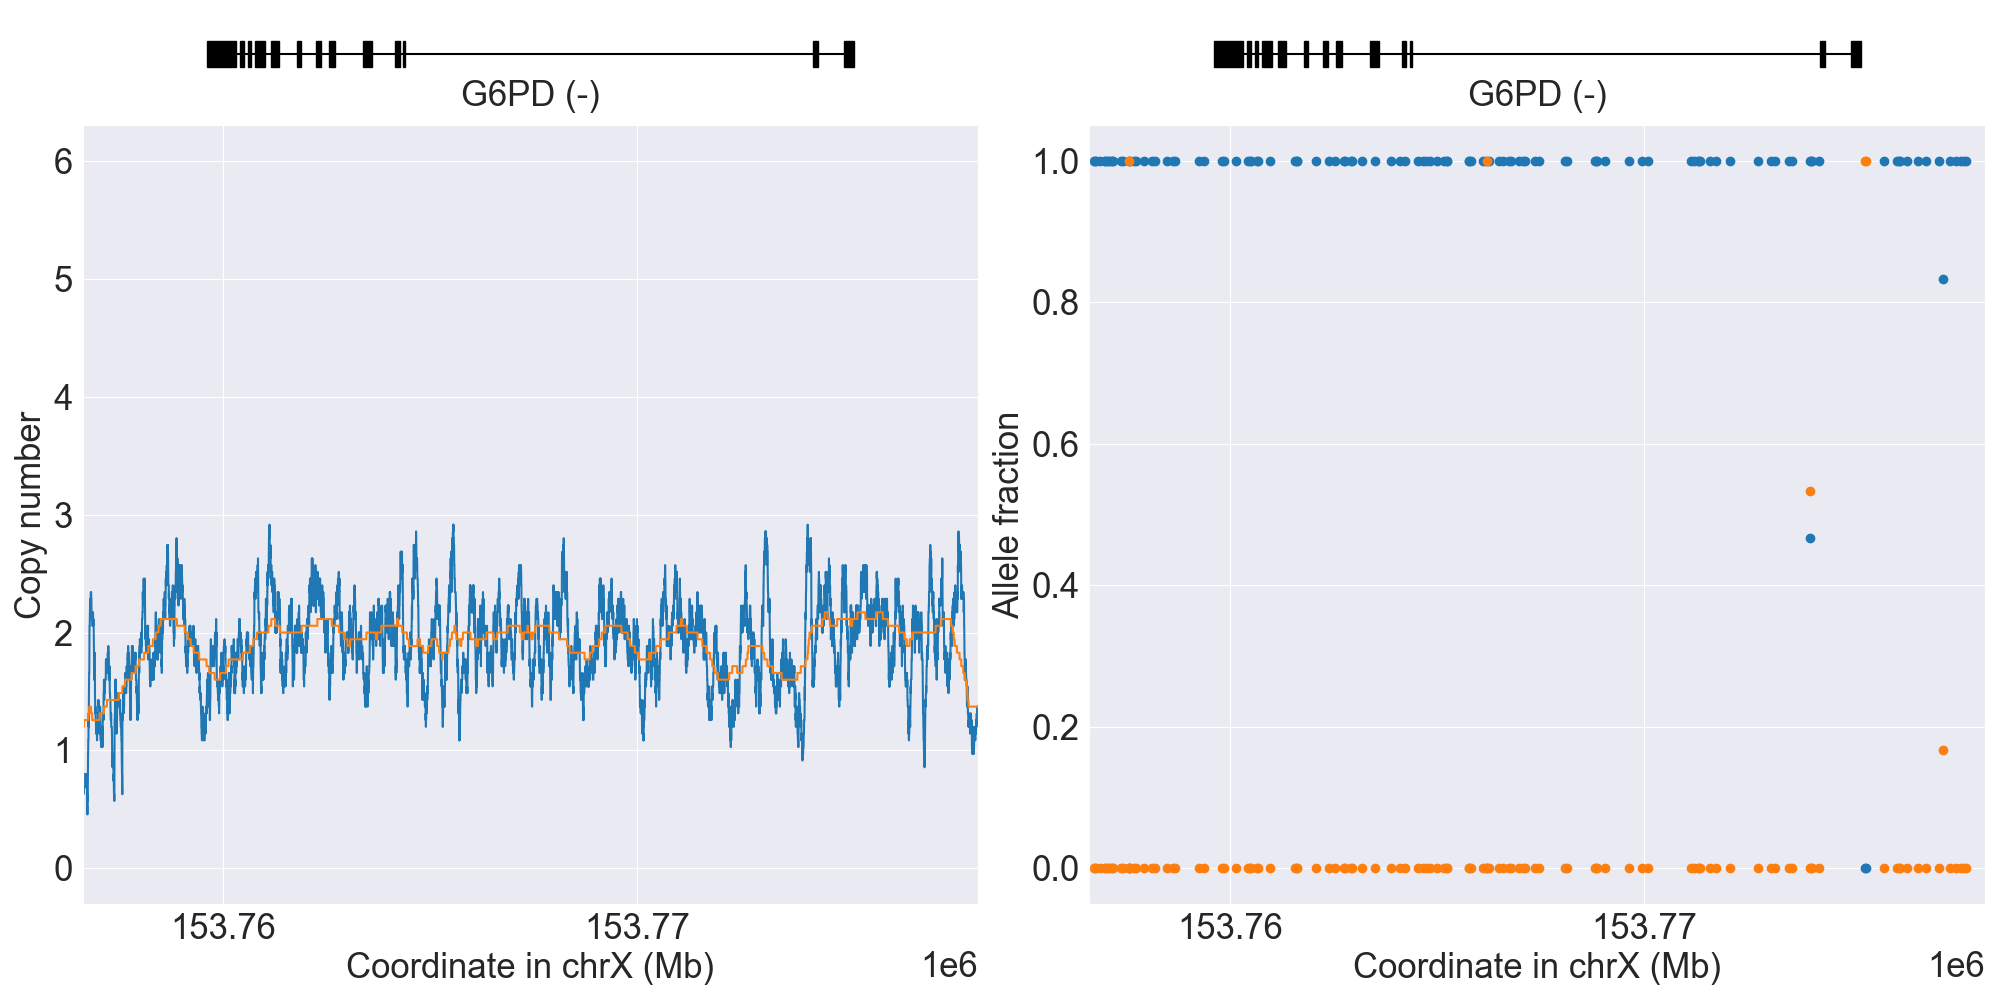 G6PD (-)
6
5
4
3
2
1
0
Copy number
153.76
153.77
Coordinate in chrX (Mb)
1e6
G6PD (-)
1.0
0.8
0.6
0.4
0.2
0.0
Allele fraction
153.76
153.77
Coordinate in chrX (Mb)
1e6